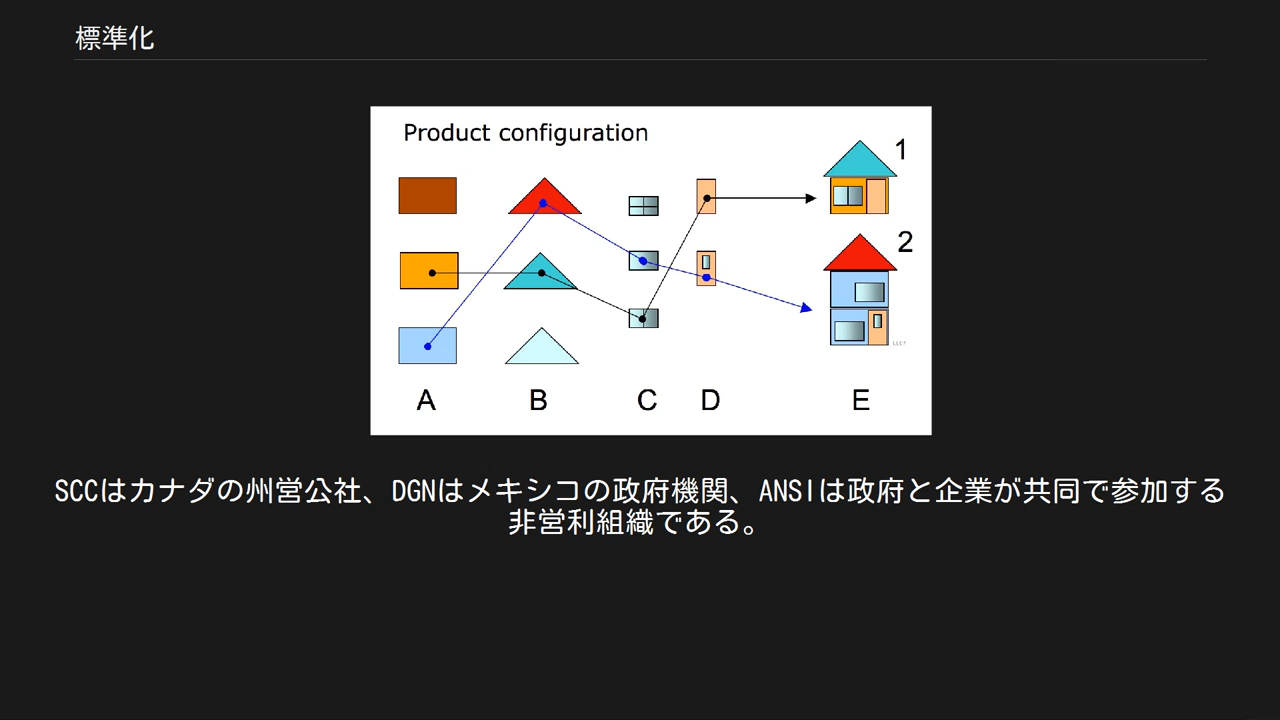 標準化
Product configuration
1
2
A B C D E
SCCはカナダの州営公社、DGNはメキシコの政府機関、ANSIは政府と企業が共同で参加する
非営利組織である。